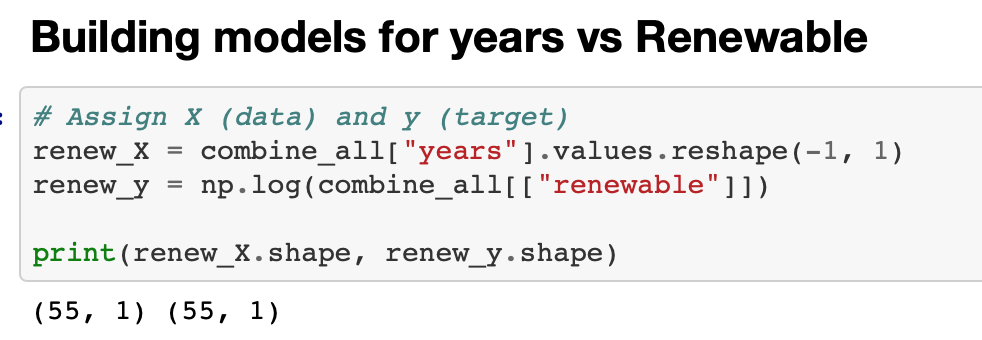 Building models for years vs Renewable
:
# Assign X (data) and y (target)
renew_X = combine_all["years"].values.reshape(-1, 1)
renew_y = np.log(combine_all[["renewable"]])
print(renew_X.shape, renew_y.shape)
(55, 1) (55, 1)